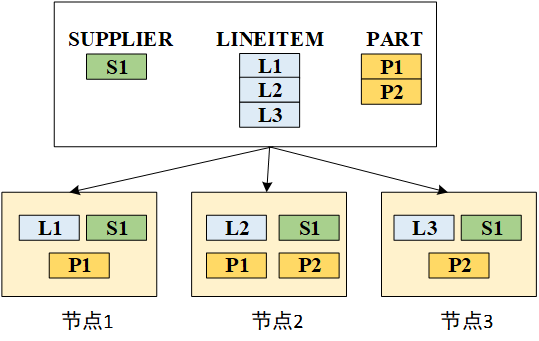 SUPPLIER LINEITEM PART
S1 L1 P1
L2 P2
L3
L1 S1 L2 S1 L3 S1
P1 P1 P2 P2
节点1 节点2 节点3